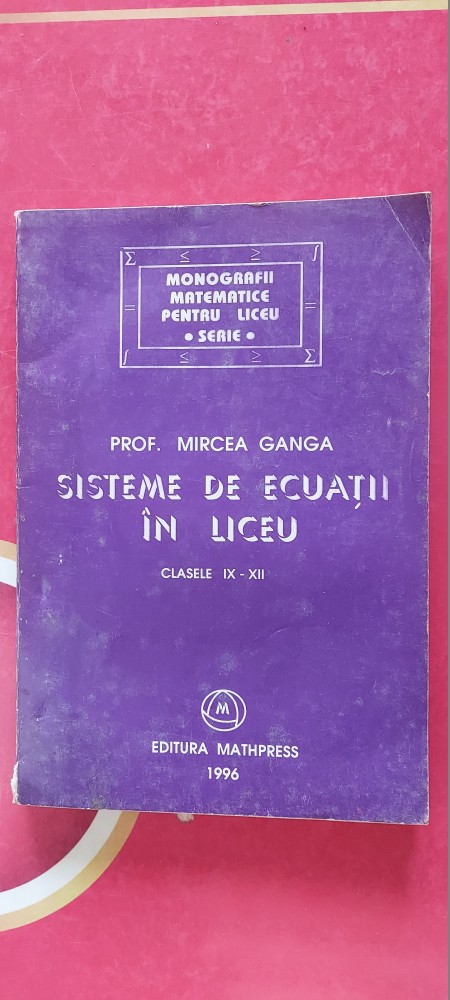 Σ ≤ ≥ ∫
MONOGRAFII
MATEMATICE
= PENTRU LICEU =
• SERIE •
∫ ≤ ≥ Σ
PROF. MIRCEA GANGA
SISTEME DE ECUAȚII
ÎN LICEU
CLASELE IX - XII
M
EDITURA MATHPRESS
1996